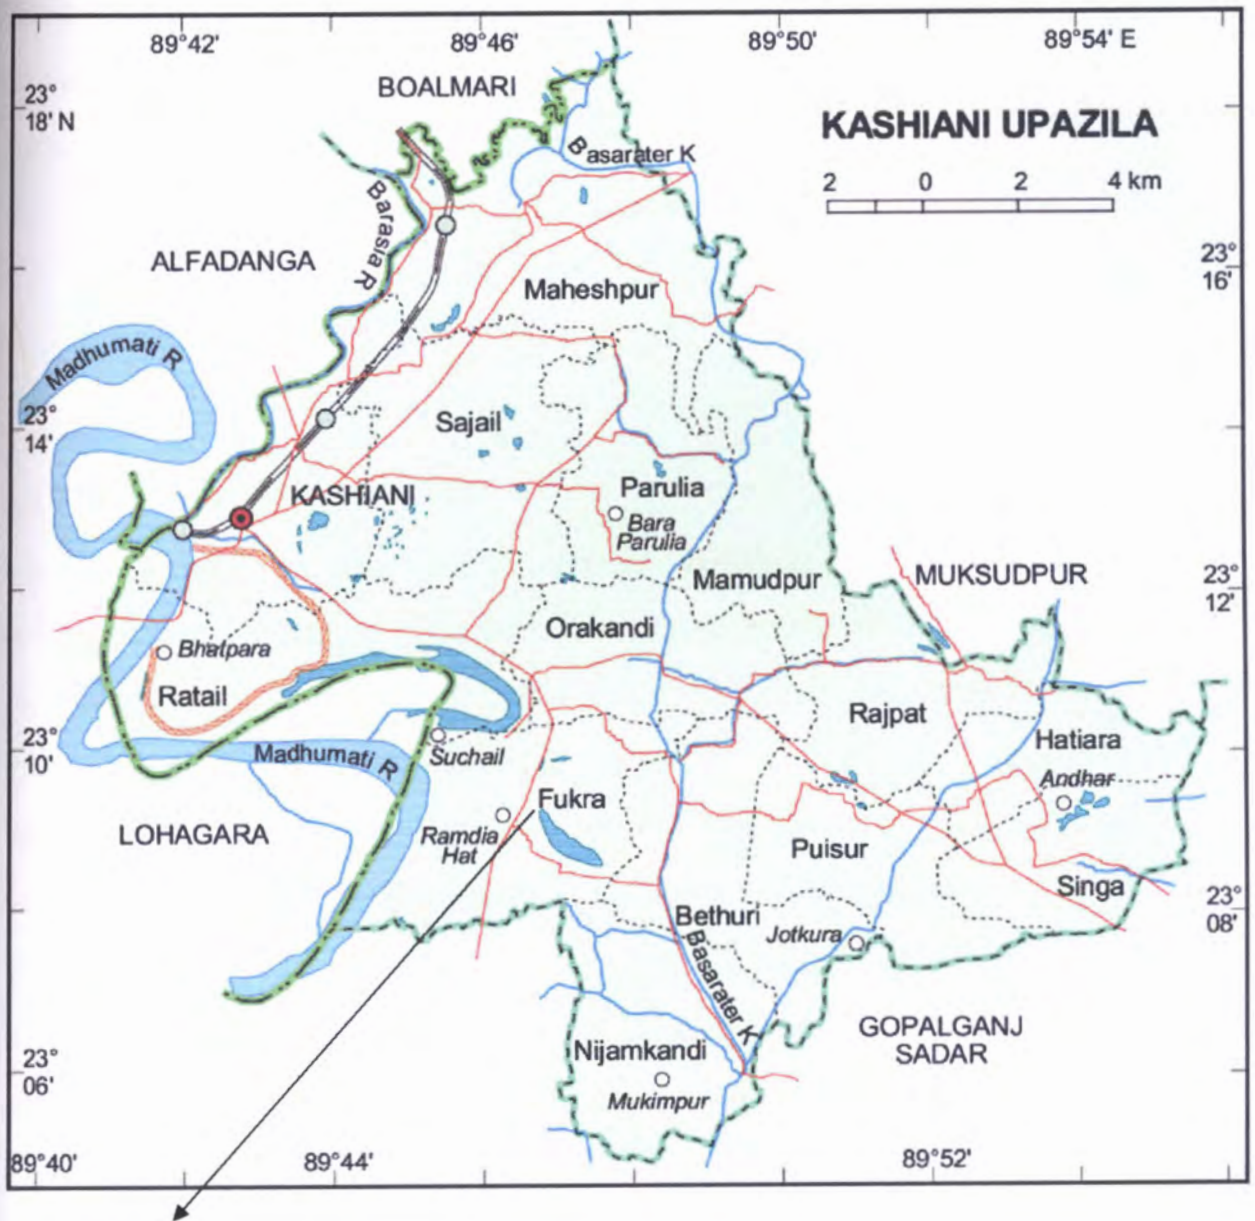 89°42'
89°46'
89°50'
89°54' E
23°
18' N
BOALMARI
KASHIANI UPAZILA
Basarater K
2 0 2 4 km
Barasia R
ALFADANGA
23°
16'
Maheshpur
Madhumati R
23°
14'
Sajail
KASHIANI
Parulia
Bara
Parulia
Mamudpur
MUKSUDPUR
23°
12'
Orakandi
Bhatpara
Ratail
Rajpat
Hatiara
23°
10'
Madhumati R
Suchail
Andhar
Fukra
LOHAGARA
Ramdia
Hat
Puisur
Singa
23°
08'
Bethuri
Jotkura
Basarater K
GOPALGANJ
SADAR
23°
06'
Nijamkandi
Mukimpur
89°40'
89°44'
89°52'